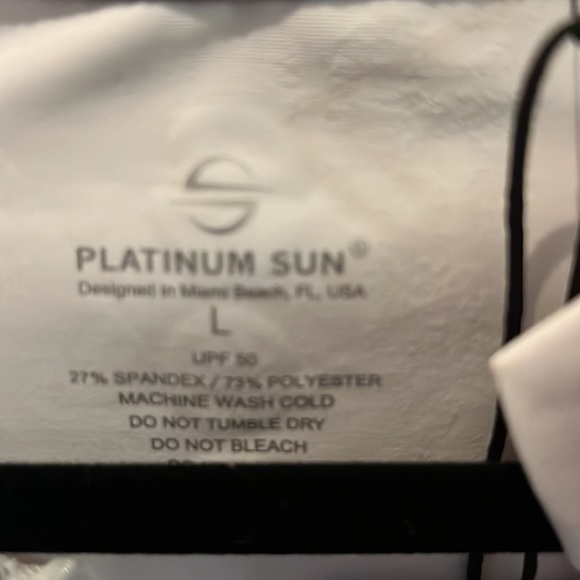 PLATINUM SUN®
Designed in Miami Beach, FL, USA
L
UPF 50
27% SPANDEX / 73% POLYESTER
MACHINE WASH COLD
DO NOT TUMBLE DRY
DO NOT BLEACH